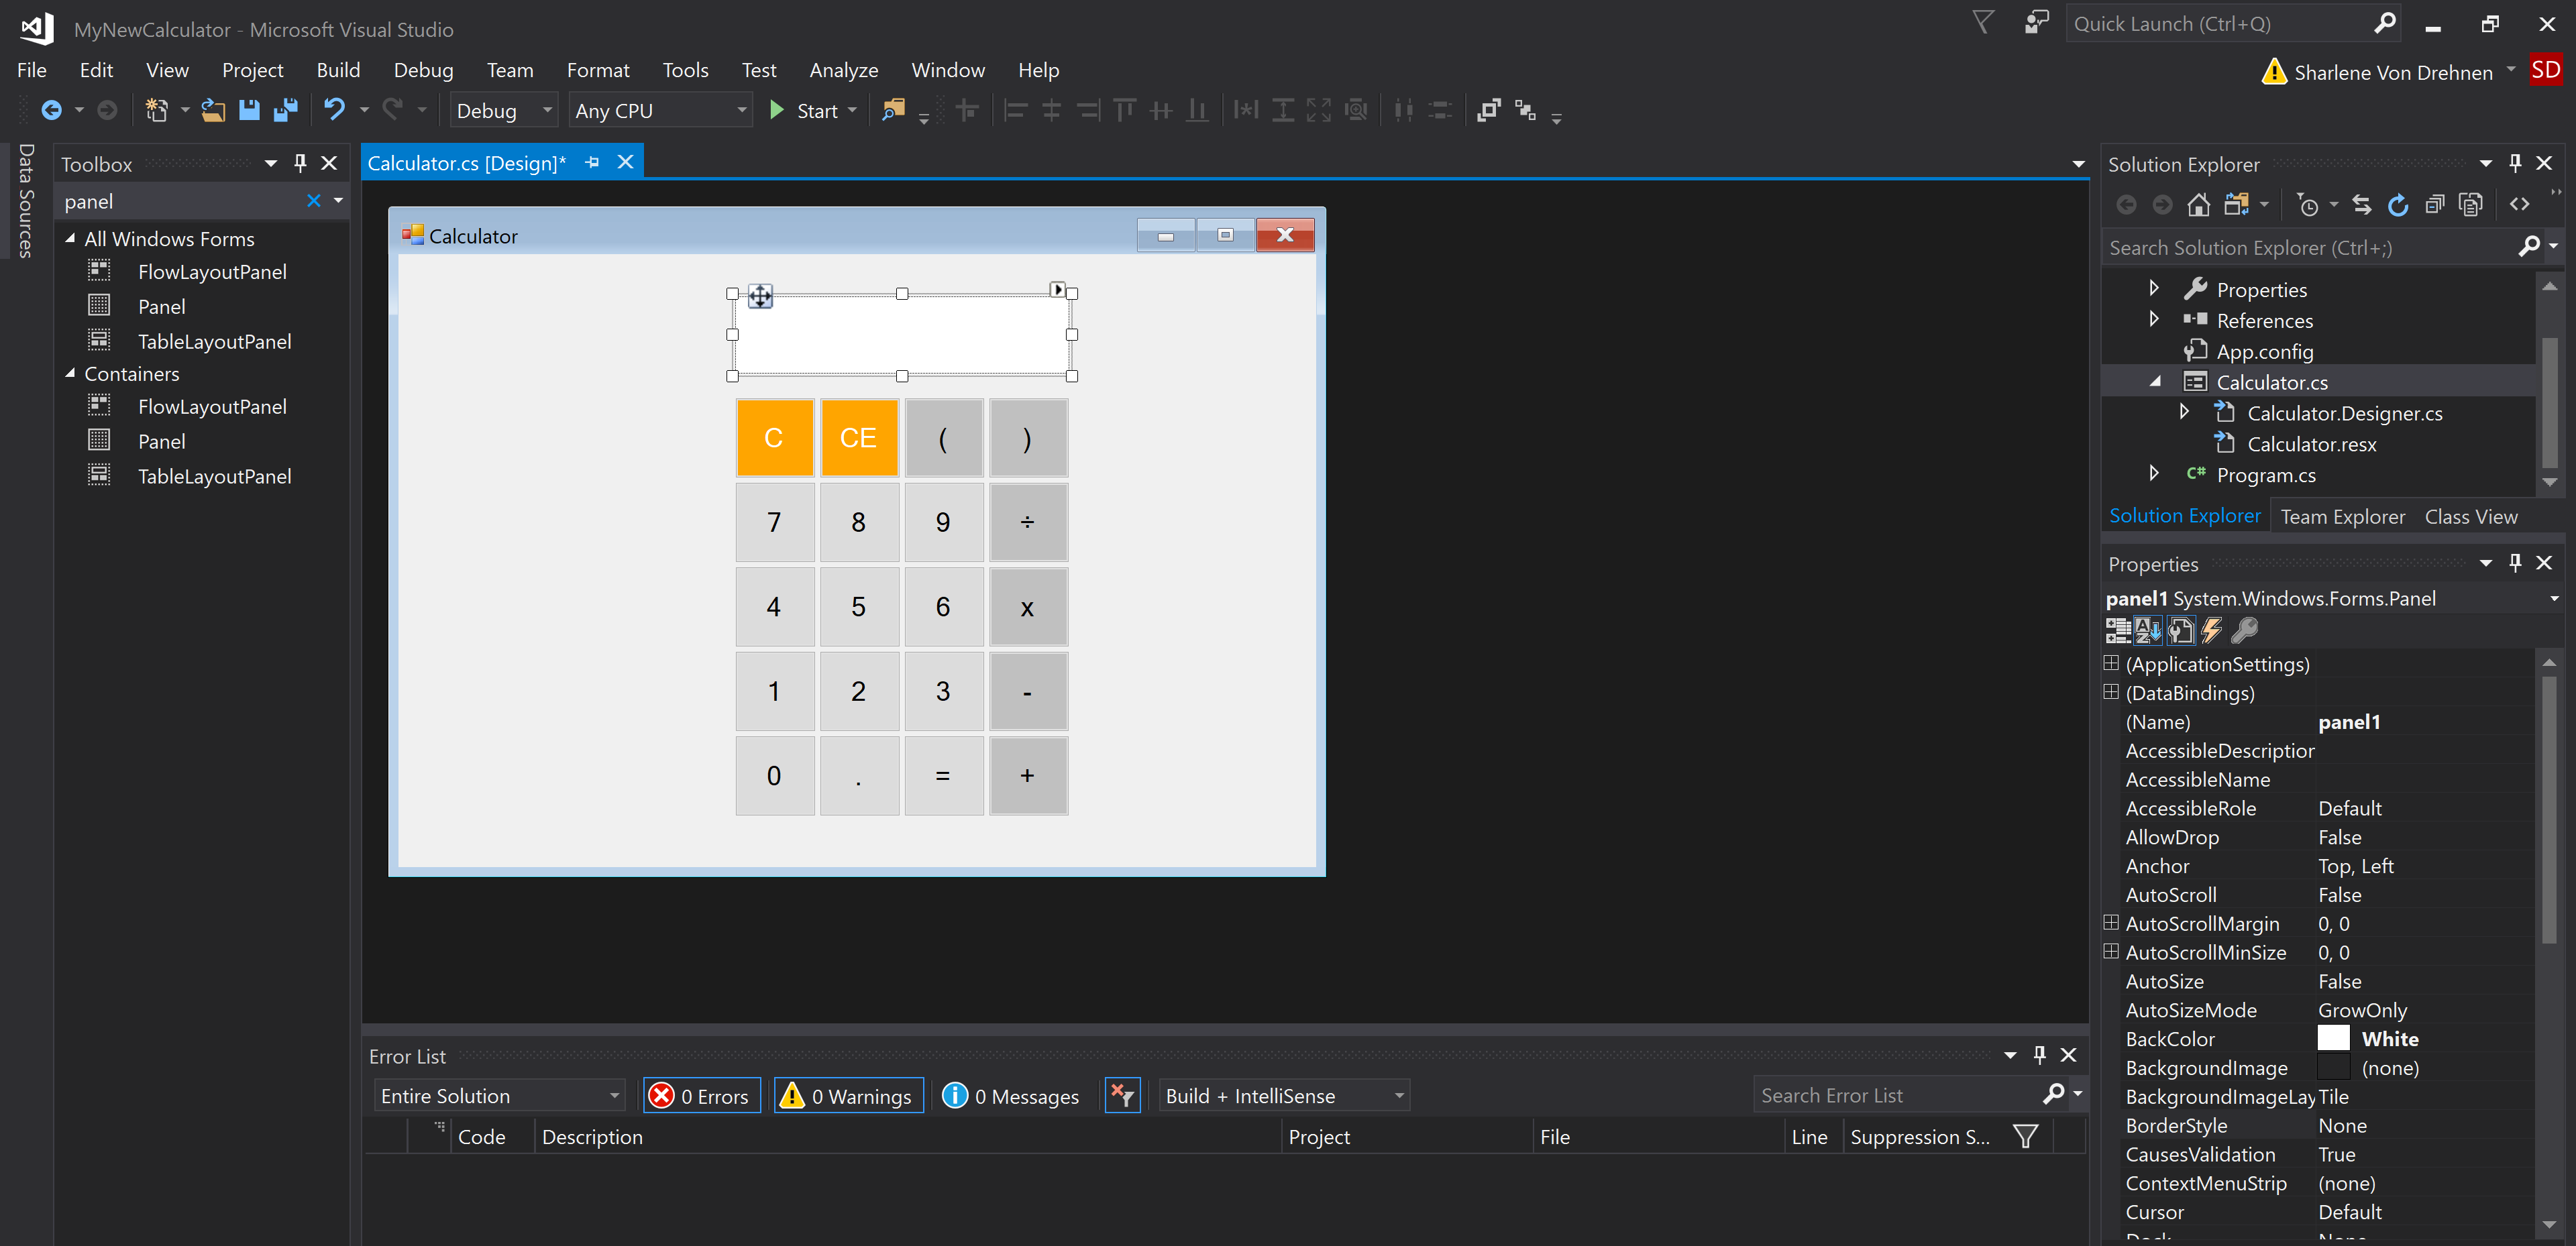 MyNewCalculator - Microsoft Visual Studio
Quick Launch (Ctrl+Q)
File Edit View Project Build Debug Team Format Tools Test Analyze Window Help
Sharlene Von Drehnen SD
Debug Any CPU Start
Data Sources
Toolbox
panel
All Windows Forms
FlowLayoutPanel
Panel
TableLayoutPanel
Containers
FlowLayoutPanel
Panel
TableLayoutPanel
Calculator.cs [Design]*
Calculator
C CE ( )
7 8 9 ÷
4 5 6 x
1 2 3 -
0 . = +
Error List
Entire Solution 0 Errors 0 Warnings 0 Messages Build + IntelliSense Search Error List
Code Description Project File Line Suppression S...
Solution Explorer
Search Solution Explorer (Ctrl+;)
Properties
References
App.config
Calculator.cs
Calculator.Designer.cs
Calculator.resx
C# Program.cs
Solution Explorer Team Explorer Class View
Properties
panel1 System.Windows.Forms.Panel
(ApplicationSettings)
(DataBindings)
(Name) panel1
AccessibleDescription
AccessibleName
AccessibleRole Default
AllowDrop False
Anchor Top, Left
AutoScroll False
AutoScrollMargin 0, 0
AutoScrollMinSize 0, 0
AutoSize False
AutoSizeMode GrowOnly
BackColor White
BackgroundImage (none)
BackgroundImageLay Tile
BorderStyle None
CausesValidation True
ContextMenuStrip (none)
Cursor Default